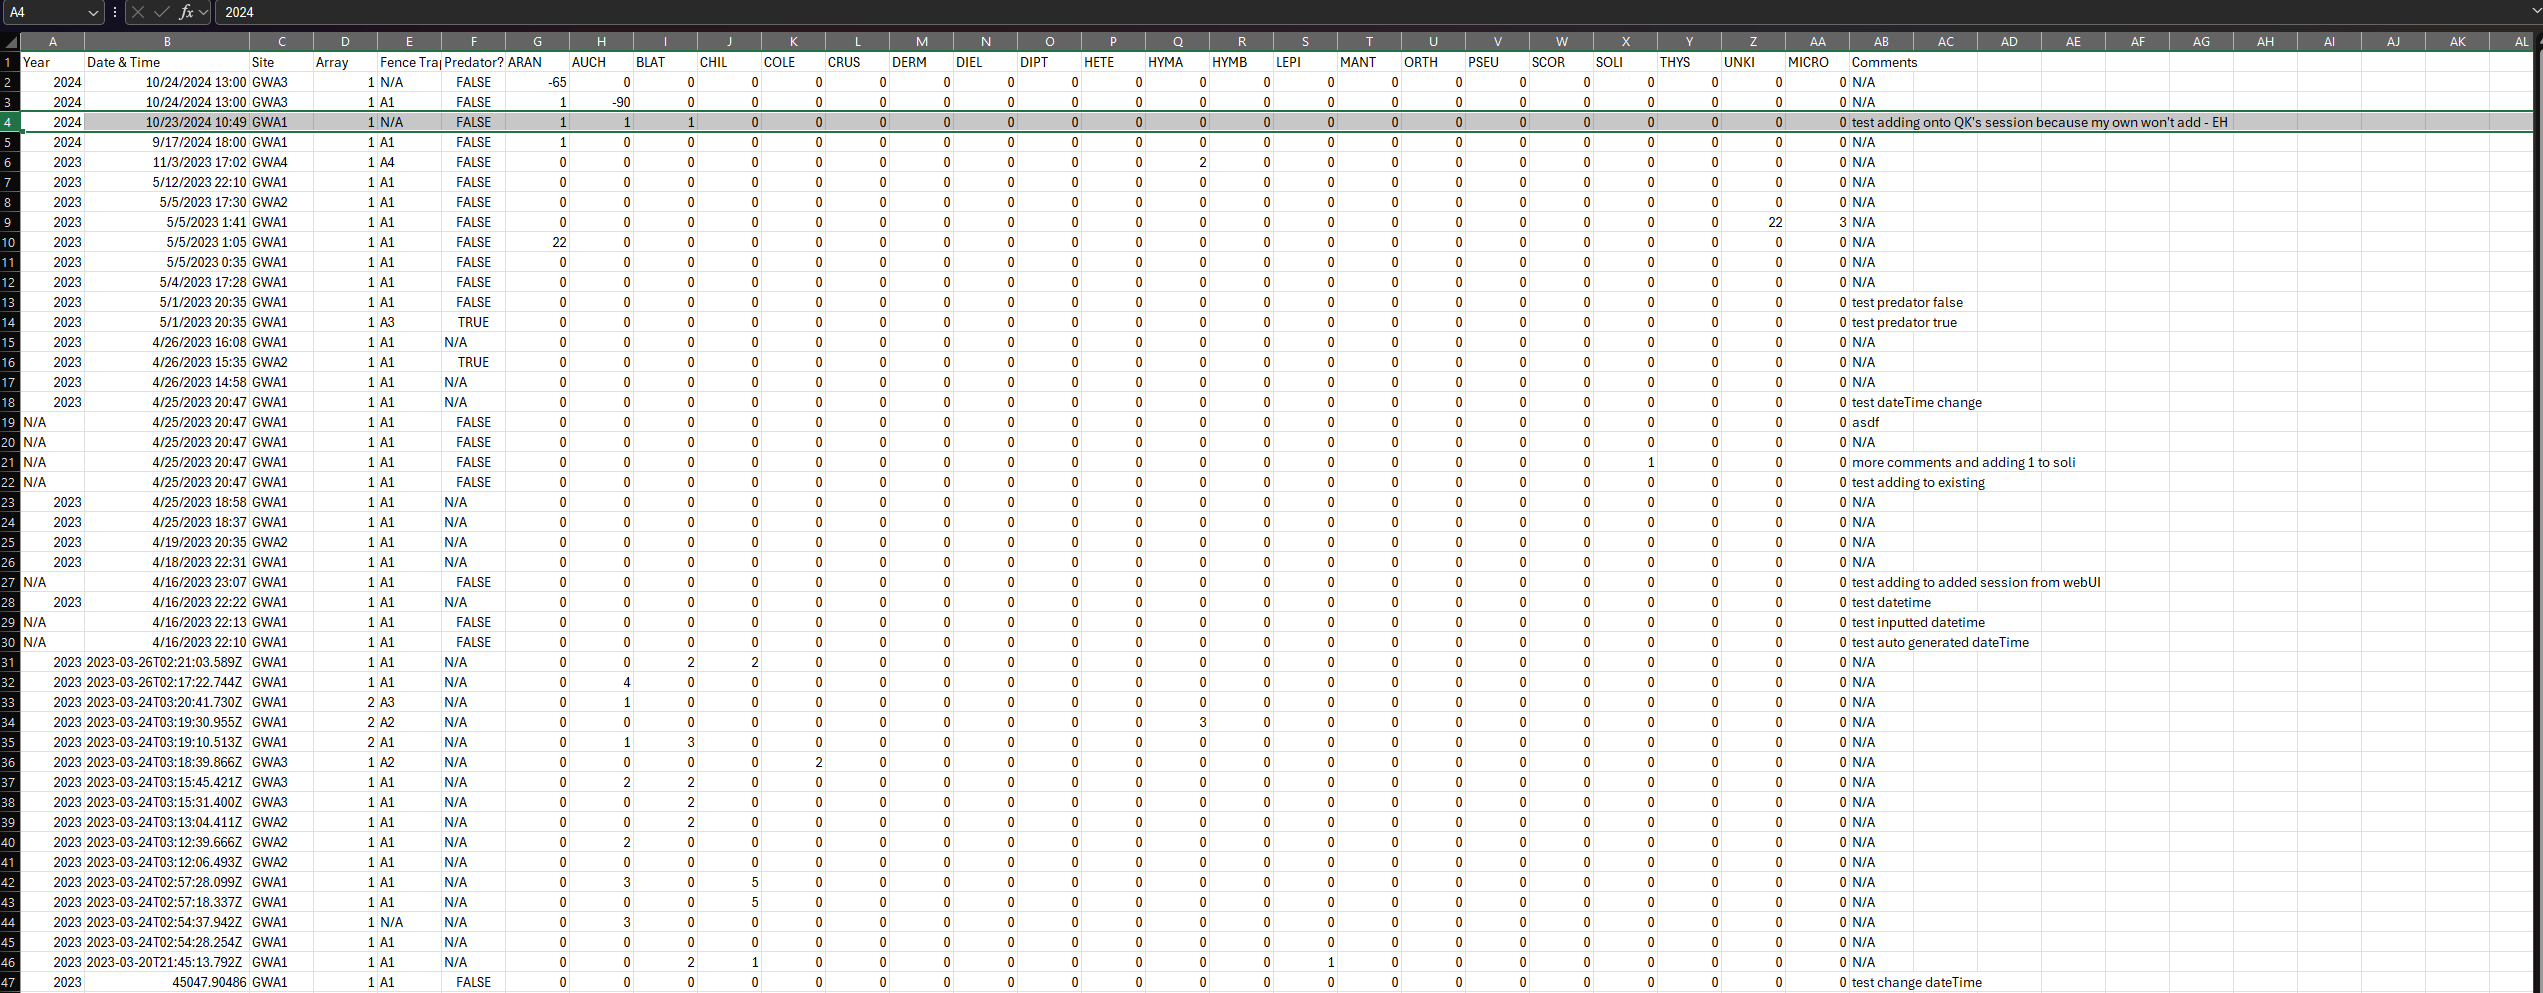 A4 fx 2024
A B C D E F G H I J K L M N O P Q R S T U V W X Y Z AA AB AC AD AE AF AG AH AI AJ AK AL
1 Year Date & Time Site Array Fence Tra Predator? ARAN AUCH BLAT CHIL COLE CRUS DERM DIEL DIPT HETE HYMA HYMB LEPI MANT ORTH PSEU SCOR SOLI THYS UNKI MICRO Comments
2 2024 10/24/2024 13:00 GWA3 1 N/A FALSE -65 0 0 0 0 0 0 0 0 0 0 0 0 0 0 0 0 0 0 0 0 N/A
3 2024 10/24/2024 13:00 GWA3 1 A1 FALSE 1 -90 0 0 0 0 0 0 0 0 0 0 0 0 0 0 0 0 0 0 0 N/A
4 2024 10/23/2024 10:49 GWA1 1 N/A FALSE 1 1 1 0 0 0 0 0 0 0 0 0 0 0 0 0 0 0 0 0 0 test adding onto QK's session because my own won't add - EH
5 2024 9/17/2024 18:00 GWA1 1 A1 FALSE 1 0 0 0 0 0 0 0 0 0 0 0 0 0 0 0 0 0 0 0 0 N/A
6 2023 11/3/2023 17:02 GWA4 1 A4 FALSE 0 0 0 0 0 0 0 0 0 0 2 0 0 0 0 0 0 0 0 0 0 N/A
7 2023 5/12/2023 22:10 GWA1 1 A1 FALSE 0 0 0 0 0 0 0 0 0 0 0 0 0 0 0 0 0 0 0 0 0 N/A
8 2023 5/5/2023 17:30 GWA2 1 A1 FALSE 0 0 0 0 0 0 0 0 0 0 0 0 0 0 0 0 0 0 0 0 0 N/A
9 2023 5/5/2023 1:41 GWA1 1 A1 FALSE 0 0 0 0 0 0 0 0 0 0 0 0 0 0 0 0 0 0 0 22 3 N/A
10 2023 5/5/2023 1:05 GWA1 1 A1 FALSE 22 0 0 0 0 0 0 0 0 0 0 0 0 0 0 0 0 0 0 0 0 N/A
11 2023 5/5/2023 0:35 GWA1 1 A1 FALSE 0 0 0 0 0 0 0 0 0 0 0 0 0 0 0 0 0 0 0 0 0 N/A
12 2023 5/4/2023 17:28 GWA1 1 A1 FALSE 0 0 0 0 0 0 0 0 0 0 0 0 0 0 0 0 0 0 0 0 0 N/A
13 2023 5/1/2023 20:35 GWA1 1 A1 FALSE 0 0 0 0 0 0 0 0 0 0 0 0 0 0 0 0 0 0 0 0 0 test predator false
14 2023 5/1/2023 20:35 GWA1 1 A3 TRUE 0 0 0 0 0 0 0 0 0 0 0 0 0 0 0 0 0 0 0 0 0 test predator true
15 2023 4/26/2023 16:08 GWA1 1 A1 N/A 0 0 0 0 0 0 0 0 0 0 0 0 0 0 0 0 0 0 0 0 0 N/A
16 2023 4/26/2023 15:35 GWA2 1 A1 TRUE 0 0 0 0 0 0 0 0 0 0 0 0 0 0 0 0 0 0 0 0 0 N/A
17 2023 4/26/2023 14:58 GWA1 1 A1 N/A 0 0 0 0 0 0 0 0 0 0 0 0 0 0 0 0 0 0 0 0 0 N/A
18 2023 4/25/2023 20:47 GWA1 1 A1 N/A 0 0 0 0 0 0 0 0 0 0 0 0 0 0 0 0 0 0 0 0 0 test dateTime change
19 N/A 4/25/2023 20:47 GWA1 1 A1 FALSE 0 0 0 0 0 0 0 0 0 0 0 0 0 0 0 0 0 0 0 0 0 asdf
20 N/A 4/25/2023 20:47 GWA1 1 A1 FALSE 0 0 0 0 0 0 0 0 0 0 0 0 0 0 0 0 0 0 0 0 0 N/A
21 N/A 4/25/2023 20:47 GWA1 1 A1 FALSE 0 0 0 0 0 0 0 0 0 0 0 0 0 0 0 0 0 1 0 0 0 more comments and adding 1 to soli
22 N/A 4/25/2023 20:47 GWA1 1 A1 FALSE 0 0 0 0 0 0 0 0 0 0 0 0 0 0 0 0 0 0 0 0 0 test adding to existing
23 2023 4/25/2023 18:58 GWA1 1 A1 N/A 0 0 0 0 0 0 0 0 0 0 0 0 0 0 0 0 0 0 0 0 0 N/A
24 2023 4/25/2023 18:37 GWA1 1 A1 N/A 0 0 0 0 0 0 0 0 0 0 0 0 0 0 0 0 0 0 0 0 0 N/A
25 2023 4/19/2023 20:35 GWA2 1 A1 N/A 0 0 0 0 0 0 0 0 0 0 0 0 0 0 0 0 0 0 0 0 0 N/A
26 2023 4/18/2023 22:31 GWA1 1 A1 N/A 0 0 0 0 0 0 0 0 0 0 0 0 0 0 0 0 0 0 0 0 0 N/A
27 N/A 4/16/2023 23:07 GWA1 1 A1 FALSE 0 0 0 0 0 0 0 0 0 0 0 0 0 0 0 0 0 0 0 0 0 test adding to added session from webUI
28 2023 4/16/2023 22:22 GWA1 1 A1 N/A 0 0 0 0 0 0 0 0 0 0 0 0 0 0 0 0 0 0 0 0 0 test datetime
29 N/A 4/16/2023 22:13 GWA1 1 A1 FALSE 0 0 0 0 0 0 0 0 0 0 0 0 0 0 0 0 0 0 0 0 0 test inputted datetime
30 N/A 4/16/2023 22:10 GWA1 1 A1 FALSE 0 0 0 0 0 0 0 0 0 0 0 0 0 0 0 0 0 0 0 0 0 test auto generated dateTime
31 2023 2023-03-26T02:21:03.589Z GWA1 1 A1 N/A 0 0 2 2 0 0 0 0 0 0 0 0 0 0 0 0 0 0 0 0 0 N/A
32 2023 2023-03-26T02:17:22.744Z GWA1 1 A1 N/A 0 4 0 0 0 0 0 0 0 0 0 0 0 0 0 0 0 0 0 0 0 N/A
33 2023 2023-03-24T03:20:41.730Z GWA1 2 A3 N/A 0 1 0 0 0 0 0 0 0 0 0 0 0 0 0 0 0 0 0 0 0 N/A
34 2023 2023-03-24T03:19:30.955Z GWA1 2 A2 N/A 0 0 0 0 0 0 0 0 0 0 3 0 0 0 0 0 0 0 0 0 0 N/A
35 2023 2023-03-24T03:19:10.513Z GWA1 2 A1 N/A 0 1 3 0 0 0 0 0 0 0 0 0 0 0 0 0 0 0 0 0 0 N/A
36 2023 2023-03-24T03:18:39.866Z GWA3 1 A2 N/A 0 0 0 0 2 0 0 0 0 0 0 0 0 0 0 0 0 0 0 0 0 N/A
37 2023 2023-03-24T03:15:45.421Z GWA3 1 A1 N/A 0 2 2 0 0 0 0 0 0 0 0 0 0 0 0 0 0 0 0 0 0 N/A
38 2023 2023-03-24T03:15:31.400Z GWA3 1 A1 N/A 0 0 2 0 0 0 0 0 0 0 0 0 0 0 0 0 0 0 0 0 0 N/A
39 2023 2023-03-24T03:13:04.411Z GWA2 1 A1 N/A 0 0 2 0 0 0 0 0 0 0 0 0 0 0 0 0 0 0 0 0 0 N/A
40 2023 2023-03-24T03:12:39.666Z GWA2 1 A1 N/A 0 2 0 0 0 0 0 0 0 0 0 0 0 0 0 0 0 0 0 0 0 N/A
41 2023 2023-03-24T03:12:06.493Z GWA2 1 A1 N/A 0 0 0 0 0 0 0 0 0 0 0 0 0 0 0 0 0 0 0 0 0 N/A
42 2023 2023-03-24T02:57:28.099Z GWA1 1 A1 N/A 0 3 0 5 0 0 0 0 0 0 0 0 0 0 0 0 0 0 0 0 0 N/A
43 2023 2023-03-24T02:57:18.337Z GWA1 1 A1 N/A 0 0 0 5 0 0 0 0 0 0 0 0 0 0 0 0 0 0 0 0 0 N/A
44 2023 2023-03-24T02:54:37.942Z GWA1 1 N/A N/A 0 3 0 0 0 0 0 0 0 0 0 0 0 0 0 0 0 0 0 0 0 N/A
45 2023 2023-03-24T02:54:28.254Z GWA1 1 A1 N/A 0 0 0 0 0 0 0 0 0 0 0 0 0 0 0 0 0 0 0 0 0 N/A
46 2023 2023-03-20T21:45:13.792Z GWA1 1 A1 N/A 0 0 2 1 0 0 0 0 0 0 0 0 1 0 0 0 0 0 0 0 0 N/A
47 2023 45047.90486 GWA1 1 A1 FALSE 0 0 0 0 0 0 0 0 0 0 0 0 0 0 0 0 0 0 0 0 0 test change dateTime